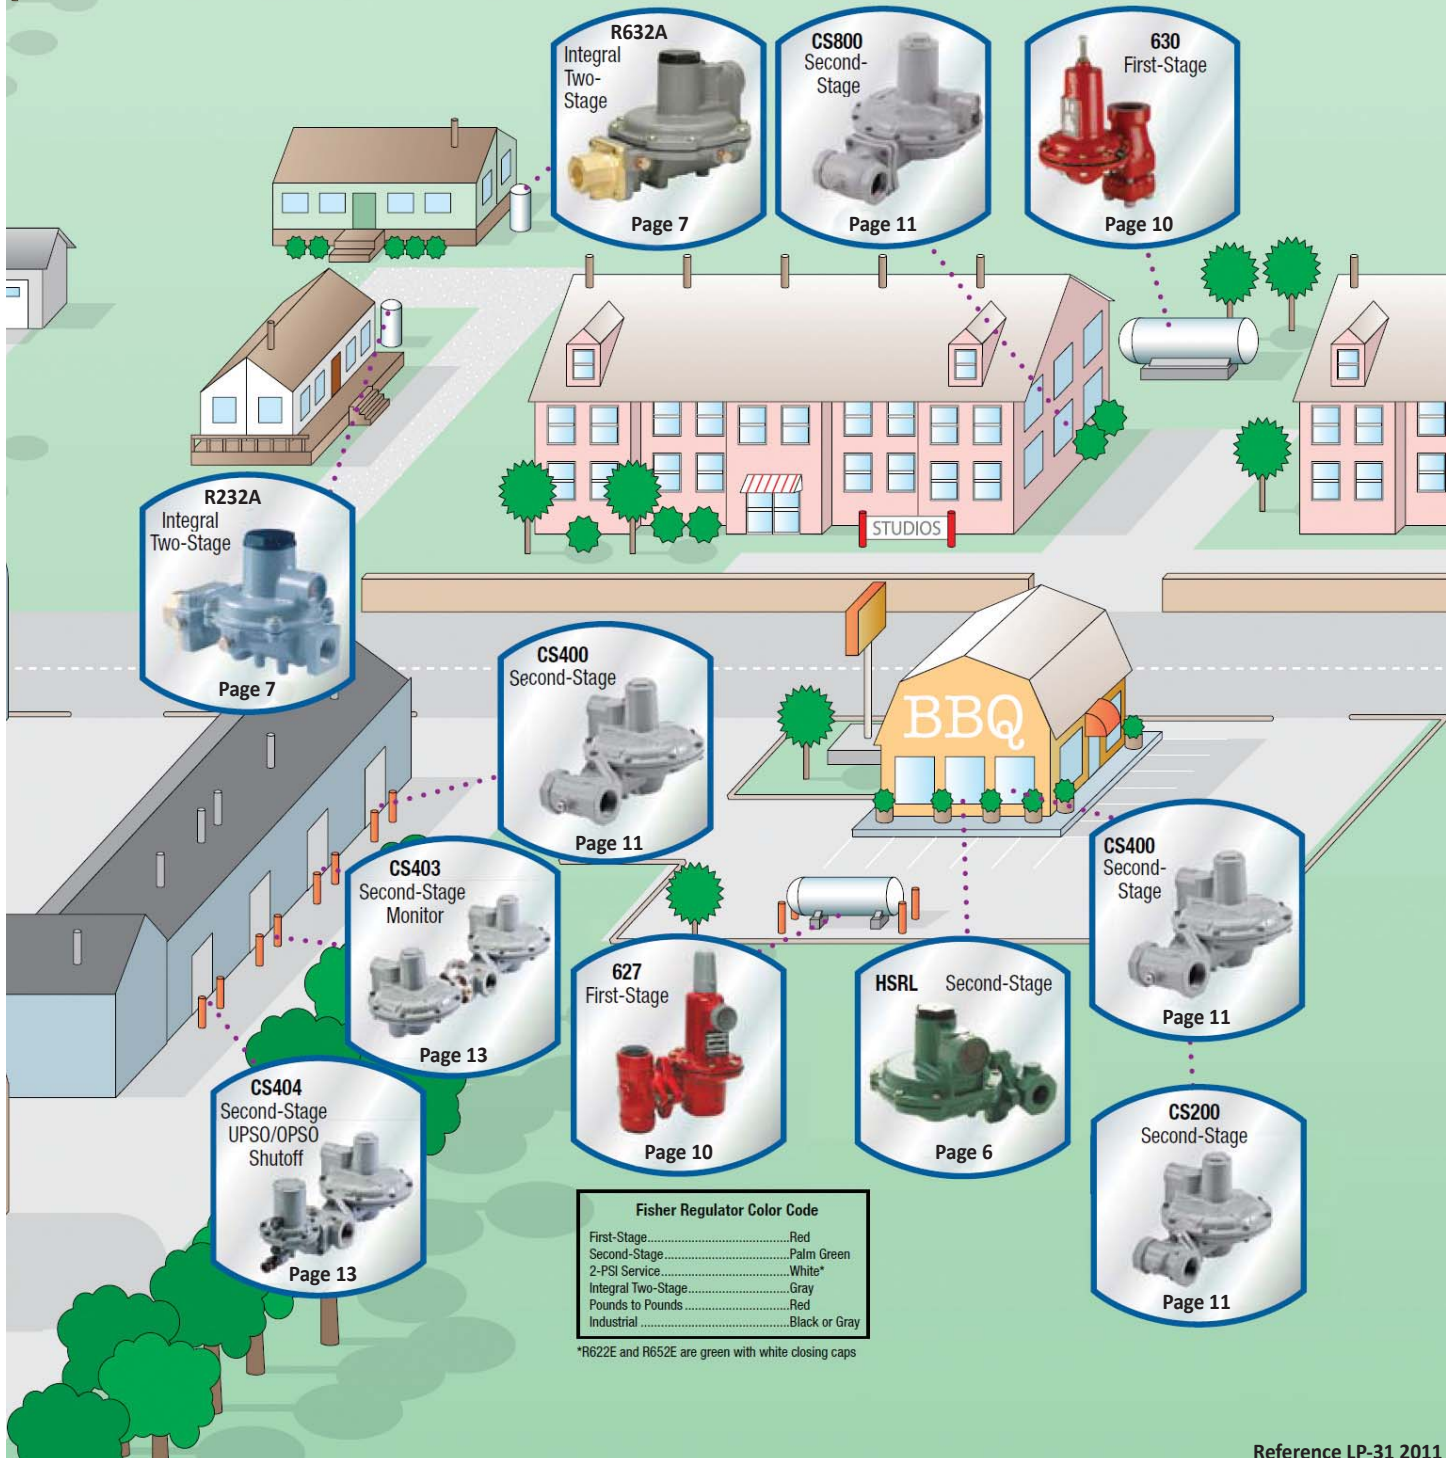 R632A
Integral
Two-
Stage
Page 7
CS800
Second-
Stage
Page 11
630
First-Stage
Page 10
R232A
Integral
Two-Stage
Page 7
STUDIOS
CS400
Second-Stage
Page 11
BBQ
CS403
Second-Stage
Monitor
Page 13
CS400
Second-
Stage
Page 11
627
First-Stage
Page 10
HSRL Second-Stage
Page 6
CS404
Second-Stage
UPSO/OPSO
Shutoff
Page 13
CS200
Second-Stage
Page 11
Fisher Regulator Color Code
First-Stage..........................................Red
Second-Stage.....................................Palm Green
2-PSI Service......................................White*
Integral Two-Stage..............................Gray
Pounds to Pounds...............................Red
Industrial ............................................Black or Gray
*R622E and R652E are green with white closing caps
Reference LP-31 2011